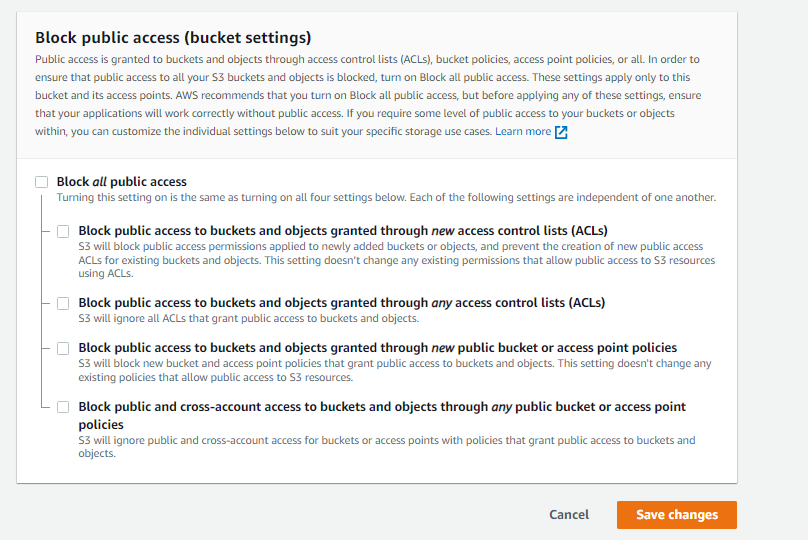 Block public access (bucket settings)
Public access is granted to buckets and objects through access control lists (ACLs), bucket policies, access point policies, or all. In order to
ensure that public access to all your S3 buckets and objects is blocked, turn on Block all public access. These settings apply only to this
bucket and its access points. AWS recommends that you turn on Block all public access, but before applying any of these settings, ensure
that your applications will work correctly without public access. If you require some level of public access to your buckets or objects
within, you can customize the individual settings below to suit your specific storage use cases. Learn more
Block all public access
Turning this setting on is the same as turning on all four settings below. Each of the following settings are independent of one another.
Block public access to buckets and objects granted through new access control lists (ACLs)
S3 will block public access permissions applied to newly added buckets or objects, and prevent the creation of new public access
ACLs for existing buckets and objects. This setting doesn't change any existing permissions that allow public access to S3 resources
using ACLs.
Block public access to buckets and objects granted through any access control lists (ACLs)
S3 will ignore all ACLs that grant public access to buckets and objects.
Block public access to buckets and objects granted through new public bucket or access point policies
S3 will block new bucket and access point policies that grant public access to buckets and objects. This setting doesn't change any
existing policies that allow public access to S3 resources.
Block public and cross-account access to buckets and objects through any public bucket or access point
policies
S3 will ignore public and cross-account access for buckets or access points with policies that grant public access to buckets and
objects.
Cancel
Save changes